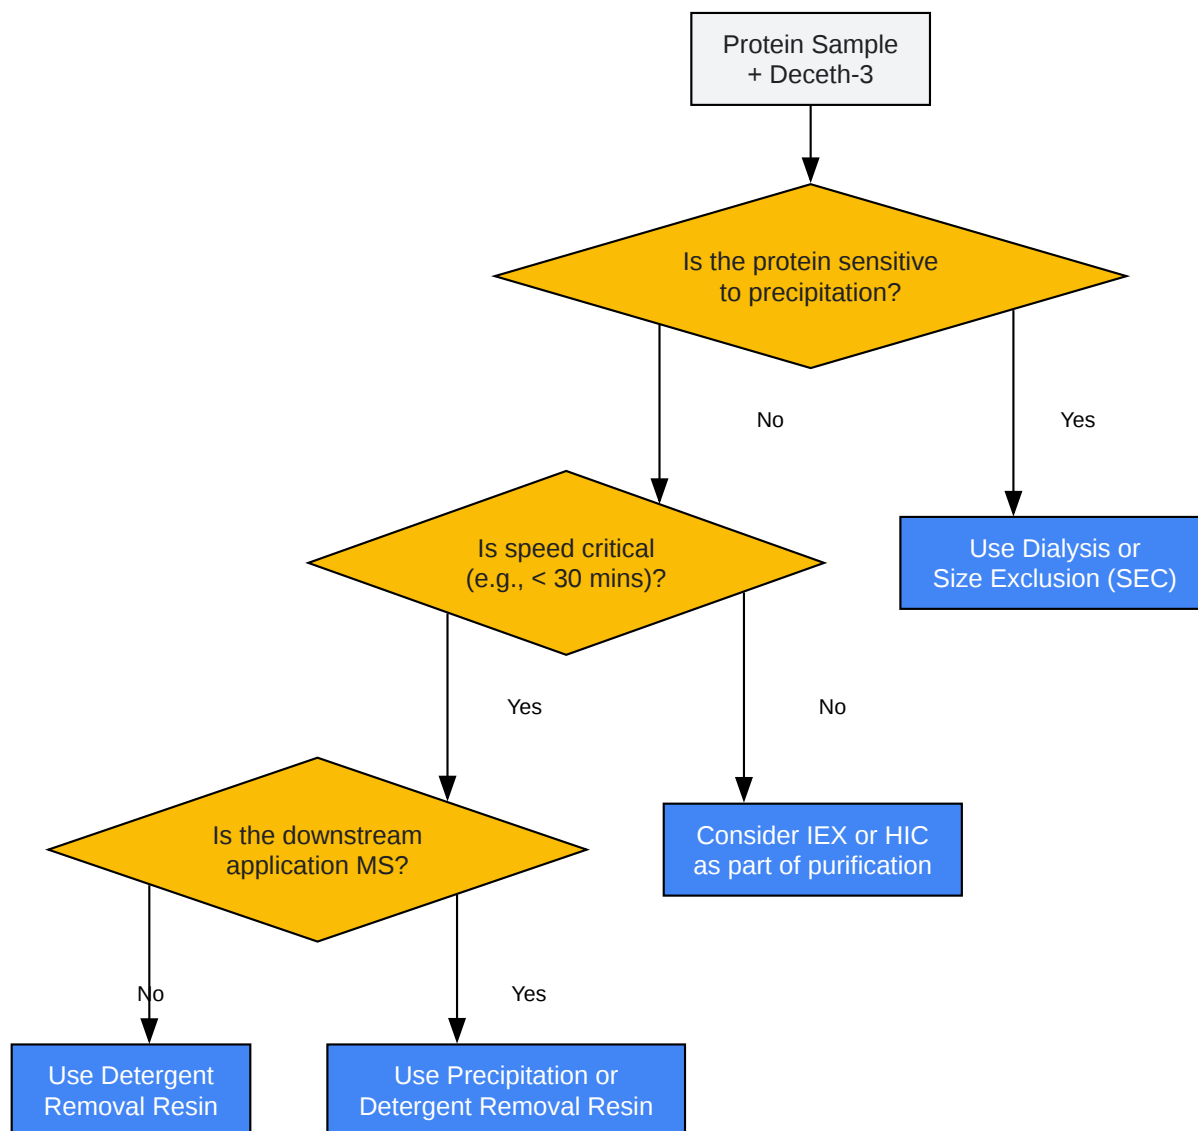 Protein Sample
+ Deceth-3
Is the protein sensitive
to precipitation?
No
Yes
Is speed critical
(e.g., < 30 mins)?
Use Dialysis or
Size Exclusion (SEC)
Yes
No
Is the downstream
application MS?
Consider IEX or HIC
as part of purification
No
Yes
Use Detergent
Removal Resin
Use Precipitation or
Detergent Removal Resin